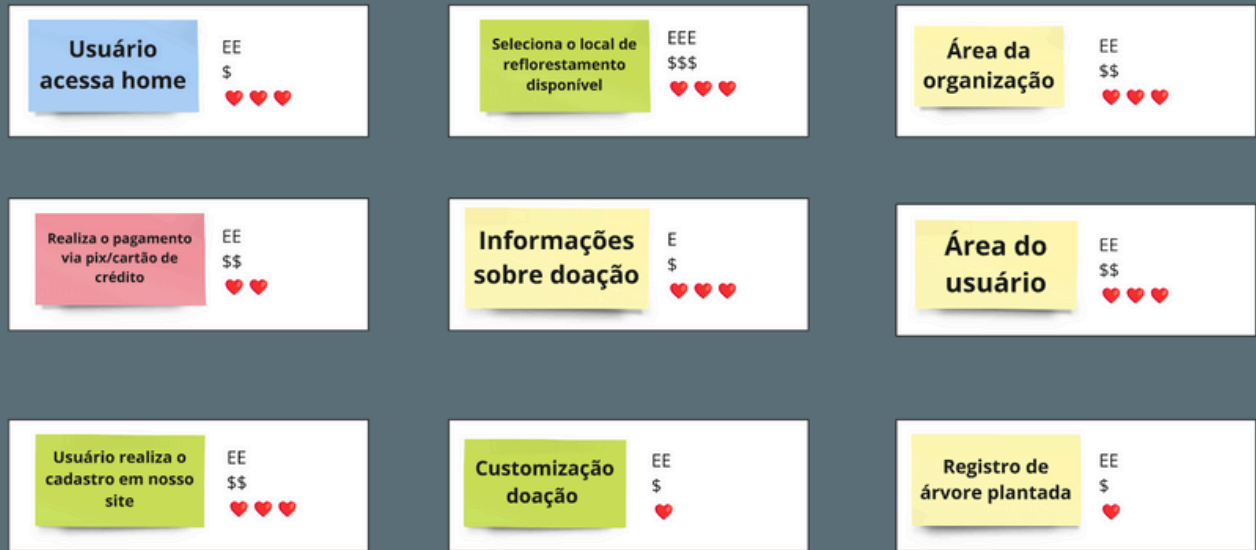 Usuário
acessa home
EE
$
❤️ ❤️ ❤️
Seleciona o local de
reflorestamento
disponível
EEE
$$$
❤️ ❤️ ❤️
Área da
organização
EE
$$
❤️ ❤️ ❤️
Realiza o pagamento
via pix/cartão de
crédito
EE
$$
❤️ ❤️
Informações
sobre doação
E
$
❤️ ❤️ ❤️
Área do
usuário
EE
$$
❤️ ❤️ ❤️
Usuário realiza o
cadastro em nosso
site
EE
$$
❤️ ❤️ ❤️
Customização
doação
EE
$
❤️
Registro de
árvore plantada
EE
$
❤️